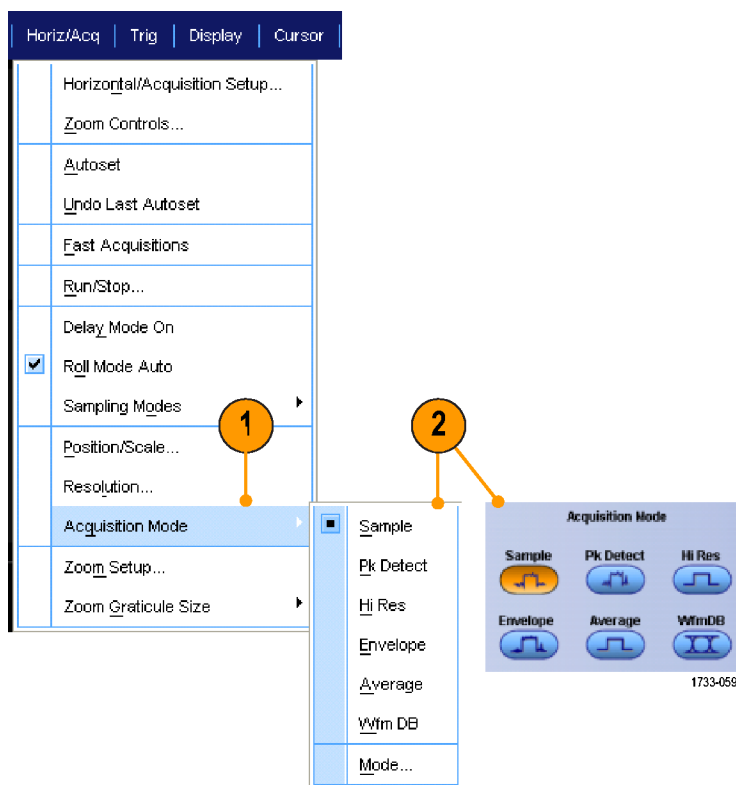 Horiz/Acq Trig Display Cursor
Horizontal/Acquisition Setup...
Zoom Controls...
Autoset
Undo Last Autoset
Fast Acquisitions
Run/Stop...
Delay Mode On
Roll Mode Auto
Sampling Modes
Position/Scale...
Resolution...
Acquisition Mode
Zoom Setup...
Zoom Graticule Size
1
2
Sample
Pk Detect
Hi Res
Envelope
Average
Wfm DB
Mode...
Acquisition Mode
Sample Pk Detect Hi Res
Envelope Average WfmDB
1733-059